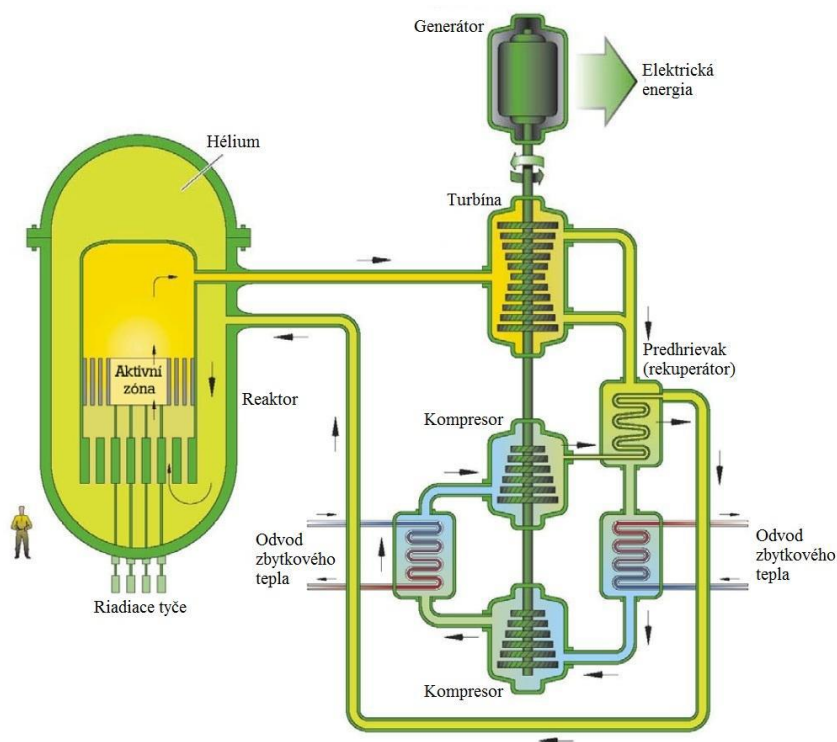 Generátor
Elektrická
energia
Hélium
Turbína
Predhrievak
(rekuperátor)
Aktivní
zóna
Reaktor
Kompresor
Odvod
zbytkového
tepla
Odvod
zbytkového
tepla
Riadiace tyče
Kompresor